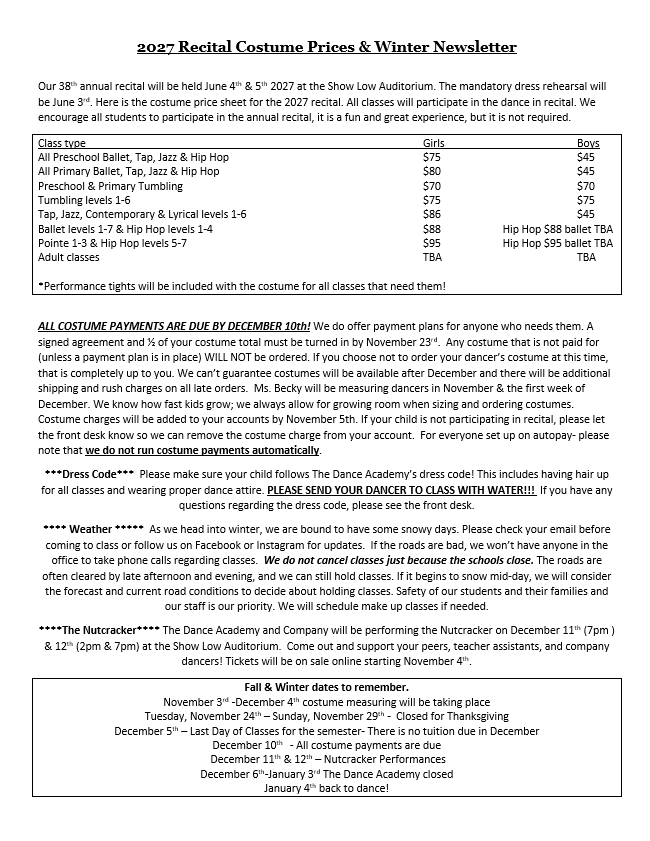 2027 Recital Costume Prices & Winter Newsletter
Our 38th annual recital will be held June 4th & 5th 2027 at the Show Low Auditorium. The mandatory dress rehearsal will
be June 3rd. Here is the costume price sheet for the 2027 recital. All classes will participate in the dance in recital. We
encourage all students to participate in the annual recital, it is a fun and great experience, but it is not required.
Class type Girls Boys
All Preschool Ballet, Tap, Jazz & Hip Hop $75 $45
All Primary Ballet, Tap, Jazz & Hip Hop $80 $45
Preschool & Primary Tumbling $70 $70
Tumbling levels 1-6 $75 $75
Tap, Jazz, Contemporary & Lyrical levels 1-6 $86 $45
Ballet levels 1-7 & Hip Hop levels 1-4 $88 Hip Hop $88 ballet TBA
Pointe 1-3 & Hip Hop levels 5-7 $95 Hip Hop $95 ballet TBA
Adult classes TBA TBA
*Performance tights will be included with the costume for all classes that need them!
ALL COSTUME PAYMENTS ARE DUE BY DECEMBER 10th! We do offer payment plans for anyone who needs them. A
signed agreement and ½ of your costume total must be turned in by November 23rd. Any costume that is not paid for
(unless a payment plan is in place) WILL NOT be ordered. If you choose not to order your dancer's costume at this time,
that is completely up to you. We can't guarantee costumes will be available after December and there will be additional
shipping and rush charges on all late orders. Ms. Becky will be measuring dancers in November & the first week of
December. We know how fast kids grow; we always allow for growing room when sizing and ordering costumes.
Costume charges will be added to your accounts by November 5th. If your child is not participating in recital, please let
the front desk know so we can remove the costume charge from your account. For everyone set up on autopay- please
note that we do not run costume payments automatically.
***Dress Code*** Please make sure your child follows The Dance Academy's dress code! This includes having hair up
for all classes and wearing proper dance attire. PLEASE SEND YOUR DANCER TO CLASS WITH WATER!!! If you have any
questions regarding the dress code, please see the front desk.
**** Weather ***** As we head into winter, we are bound to have some snowy days. Please check your email before
coming to class or follow us on Facebook or Instagram for updates. If the roads are bad, we won't have anyone in the
office to take phone calls regarding classes. We do not cancel classes just because the schools close. The roads are
often cleared by late afternoon and evening, and we can still hold classes. If it begins to snow mid-day, we will consider
the forecast and current road conditions to decide about holding classes. Safety of our students and their families and
our staff is our priority. We will schedule make up classes if needed.
****The Nutcracker**** The Dance Academy and Company will be performing the Nutcracker on December 11th (7pm )
& 12th (2pm & 7pm) at the Show Low Auditorium. Come out and support your peers, teacher assistants, and company
dancers! Tickets will be on sale online starting November 4th.
Fall & Winter dates to remember.
November 3rd -December 4th costume measuring will be taking place
Tuesday, November 24th – Sunday, November 29th - Closed for Thanksgiving
December 5th – Last Day of Classes for the semester- There is no tuition due in December
December 10th - All costume payments are due
December 11th & 12th – Nutcracker Performances
December 6th-January 3rd The Dance Academy closed
January 4th back to dance!